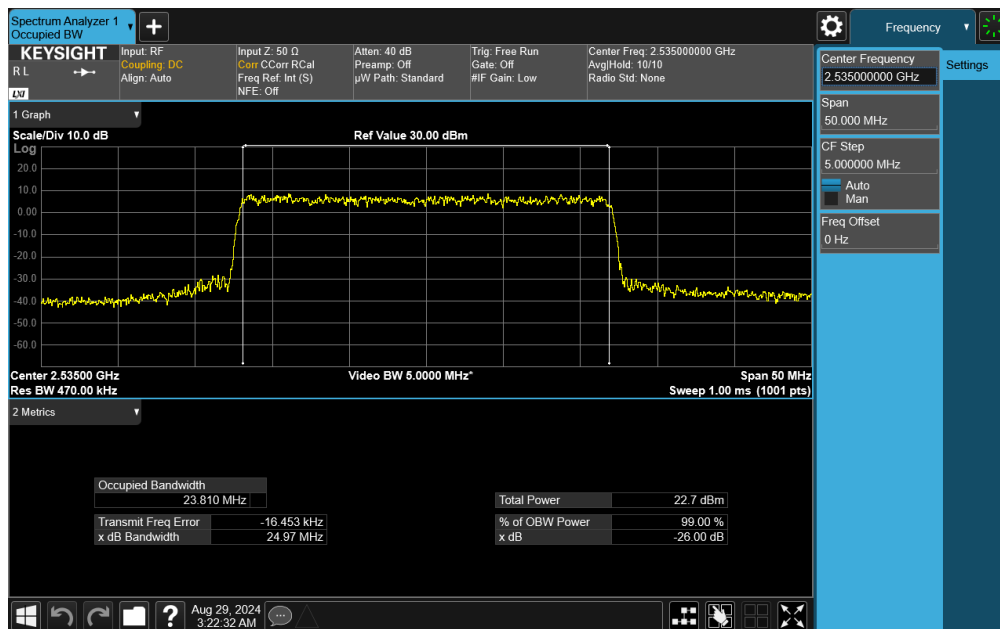 Spectrum Analyzer 1
Occupied BW
Frequency
KEYSIGHT
R L
LXI
Input: RF
Coupling: DC
Align: Auto
Input Z: 50 Ω
Corr CCorr RCal
Freq Ref: Int (S)
NFE: Off
Atten: 40 dB
Preamp: Off
µW Path: Standard
Trig: Free Run
Gate: Off
#IF Gain: Low
Center Freq: 2.535000000 GHz
Avg|Hold: 10/10
Radio Std: None
Center Frequency
2.535000000 GHz
Settings
Span
50.000 MHz
CF Step
5.000000 MHz
Auto
Man
Freq Offset
0 Hz
1 Graph
Scale/Div 10.0 dB
Ref Value 30.00 dBm
Log
20.0
10.0
0.00
-10.0
-20.0
-30.0
-40.0
-50.0
-60.0
Center 2.53500 GHz
Video BW 5.0000 MHz*
Span 50 MHz
Res BW 470.00 kHz
Sweep 1.00 ms (1001 pts)
2 Metrics
Occupied Bandwidth
23.810 MHz
Total Power 22.7 dBm
Transmit Freq Error -16.453 kHz
% of OBW Power 99.00 %
x dB Bandwidth 24.97 MHz
x dB -26.00 dB
?
Aug 29, 2024
3:22:32 AM